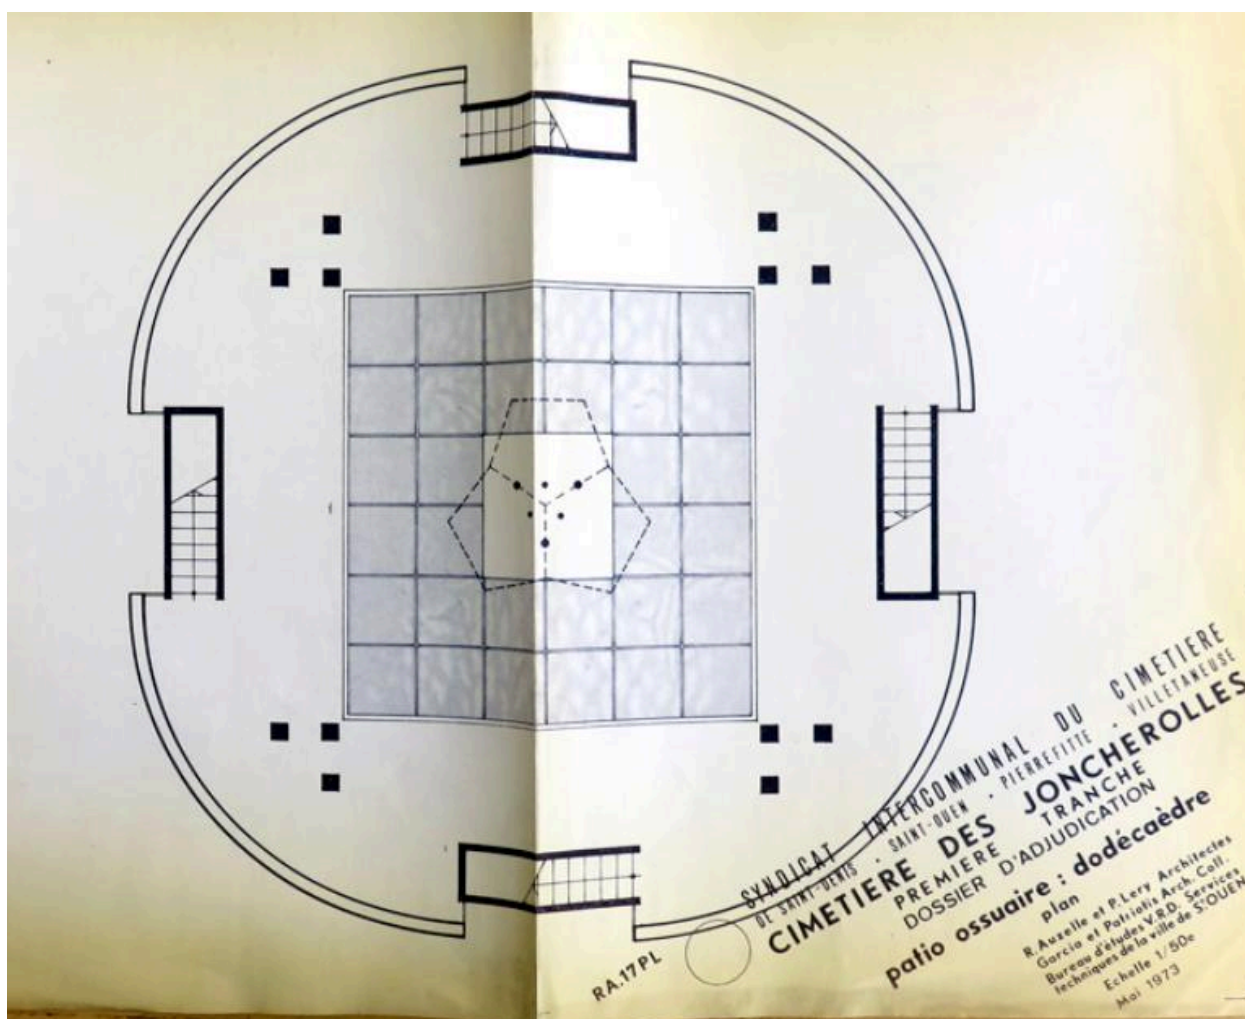 SYNDICAT INTERCOMMUNAL DU CIMETIERE
DE SAINT-DENIS - SAINT-OUEN - PIERREFITTE - VILLETANEUSE
CIMETIERE DES JONCHEROLLES
PREMIERE TRANCHE
DOSSIER D'ADJUDICATION
patio ossuaire : dodécaèdre
plan
R. Auzelle et P. Lery Architectes
Garcia et Patriotis Arch. Coll.
Bureau d'études V.R.D. Services
techniques de la ville de St OUEN
Echelle 1/50e
Mai 1973
RA.17PL